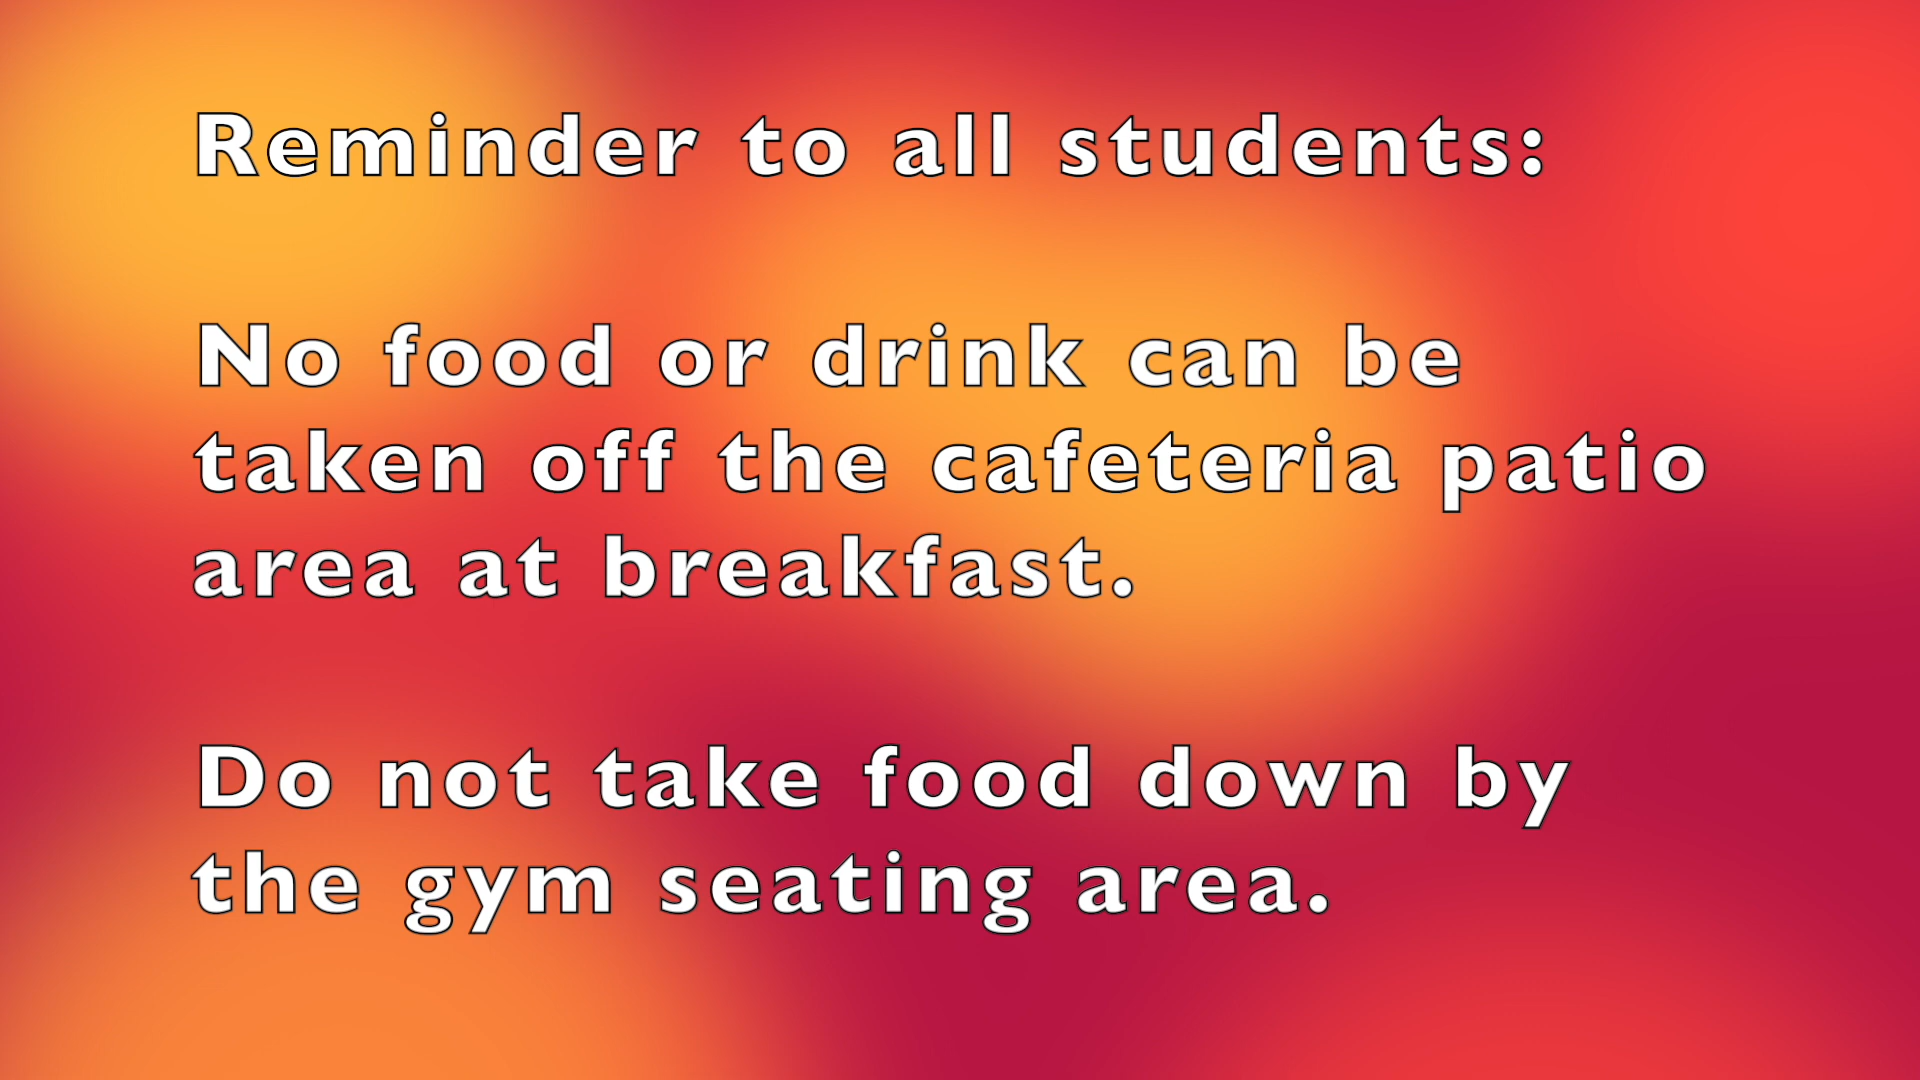 Reminder to all students:
No food or drink can be
taken off the cafeteria patio
area at breakfast.
Do not take food down by
the gym seating area.